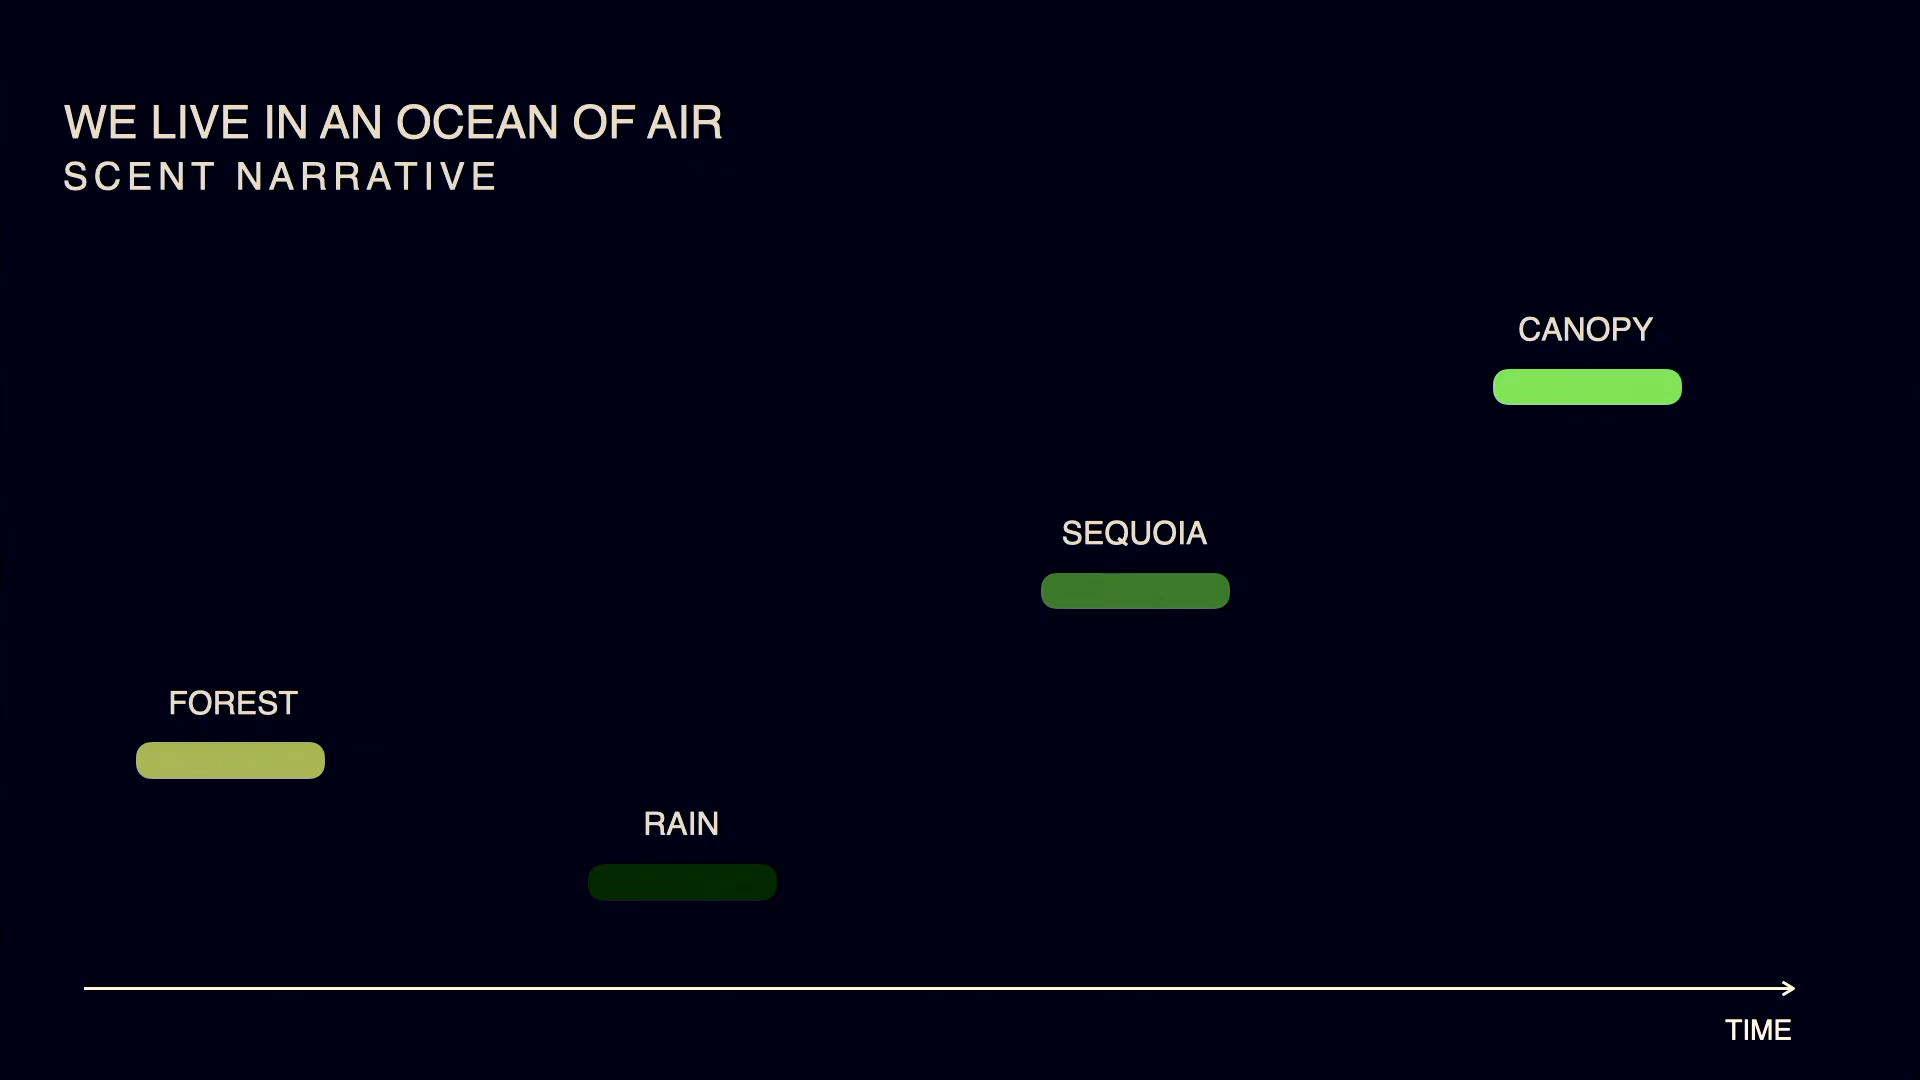 WE LIVE IN AN OCEAN OF AIR
SCENT NARRATIVE
CANOPY
SEQUOIA
FOREST
RAIN
TIME